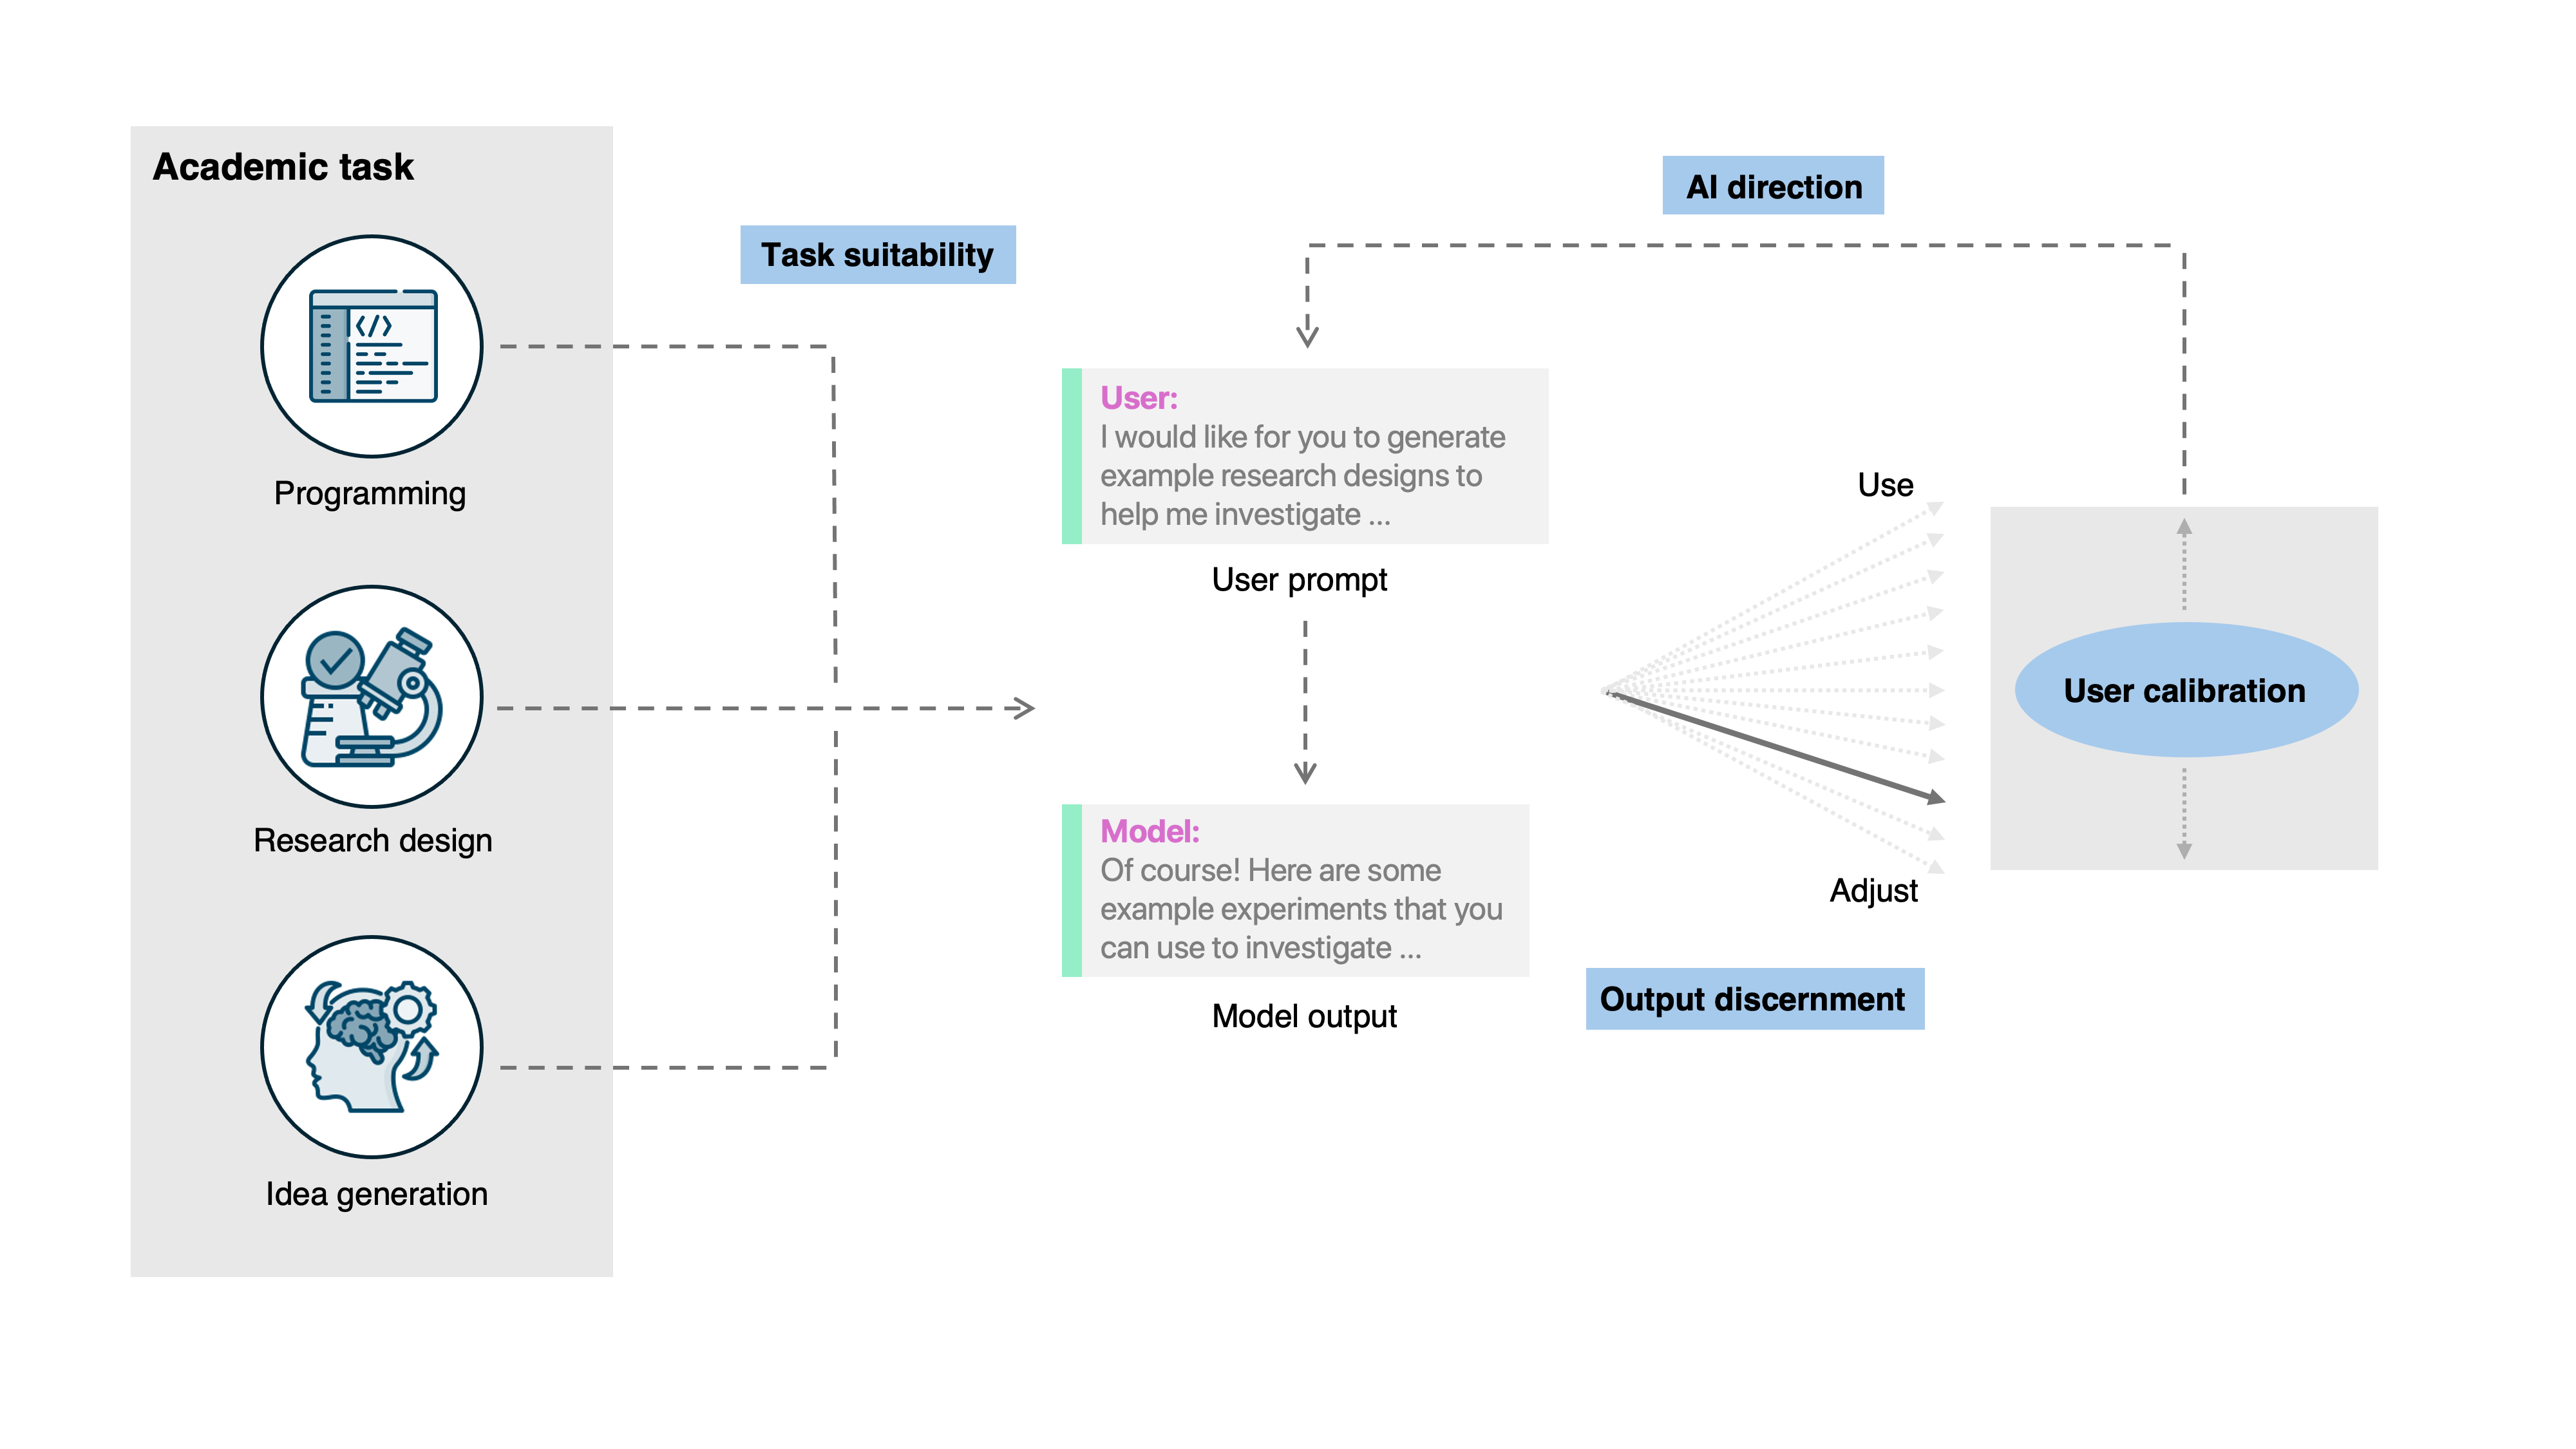 Academic task
Programming
Research design
Idea generation
Task suitability
AI direction
User:
I would like for you to generate
example research designs to
help me investigate ...
User prompt
Model:
Of course! Here are some
example experiments that you
can use to investigate ...
Model output
Use
Adjust
Output discernment
User calibration